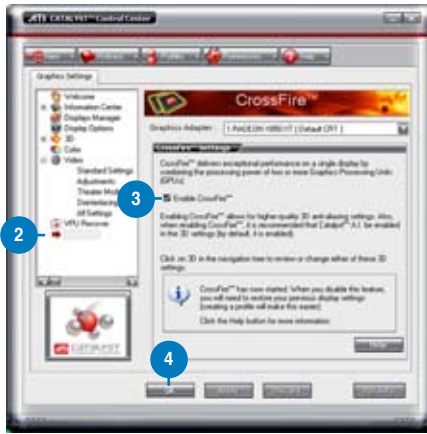 ATI CATALYST™ Control Center
Graphics Settings
Welcome
Information Center
Displays Manager
Display Options
3D
Color
Video
Standard Settings
Adjustments
Theater Mode
Deinterlacing
All Settings
VPU Recover
CrossFire™
Graphics Adapter:
CrossFire™ Settings
CrossFire™ delivers exceptional performance on a single display by
combining the processing power of two or more Graphics Processing Units
(GPUs).
3
Enable CrossFire™
Enabling CrossFire™ allows for higher-quality 3D anti-aliasing settings. Also,
when enabling CrossFire™, it is recommended that Catalyst™ A.I. be enabled
in the 3D settings (by default, it is enabled).
2
Click on 3D in the navigation tree to review or change either of these 3D
settings.
CrossFire™ has now started. When you disable this feature,
you will need to restore your previous display settings
(creating a profile will make this easier).
Click the Help button for more information.
CATALYST
4